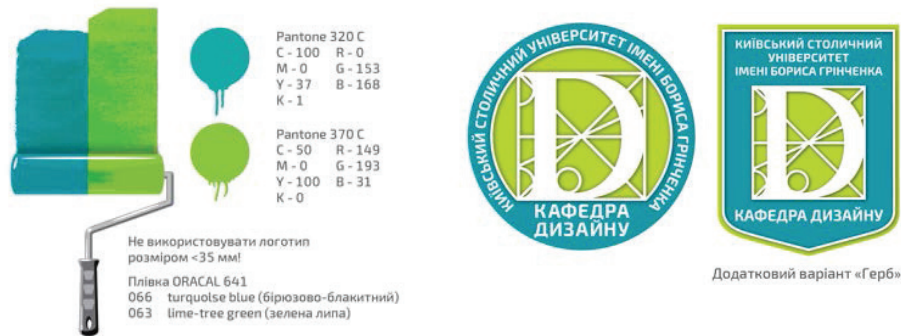 Pantone 320 C
C - 100 R - 0
M - 0 G - 153
Y - 37 B - 168
K - 1
Pantone 370 C
C - 50 R - 149
M - 0 G - 193
Y - 100 B - 31
K - 0
Не використовувати логотип
розміром <35 мм!
Плівка ORACAL 641
066 turquolse blue (бірюзово-блакитний)
063 lime-tree green (зелена липа)
КИЇВСЬКИЙ СТОЛИЧНИЙ УНІВЕРСИТЕТ ІМЕНІ БОРИСА ГРІНЧЕНКА
D
КАФЕДРА
ДИЗАЙНУ
КИЇВСЬКИЙ СТОЛИЧНИЙ
УНІВЕРСИТЕТ
ІМЕНІ БОРИСА ГРІНЧЕНКА
D
КАФЕДРА ДИЗАЙНУ
Додатковий варіант «Герб»